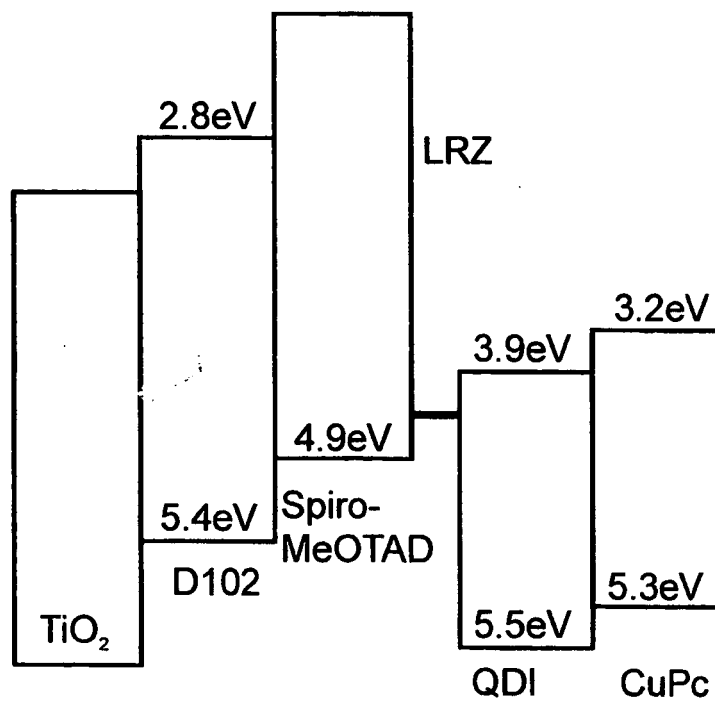 2.8eV
LRZ
3.2eV
3.9eV
4.9eV
5.4eV
Spiro-
MeOTAD
D102
5.3eV
TiO₂
5.5eV
QDI
CuPc